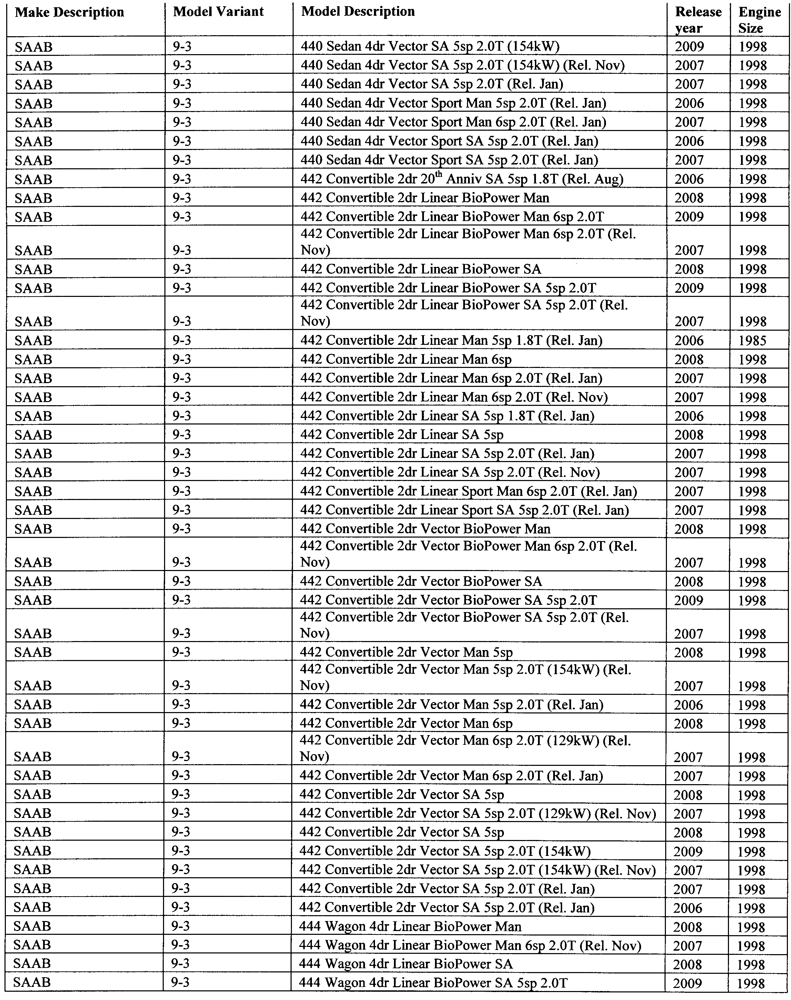 Make Description Model Variant Model Description Release Engine
year Size
SAAB 9-3 440 Sedan 4dr Vector SA 5sp 2.0T (154kW) 2009 1998
SAAB 9-3 440 Sedan 4dr Vector SA 5sp 2.0T (154kW) (Rel. Nov) 2007 1998
SAAB 9-3 440 Sedan 4dr Vector SA 5sp 2.0T (Rel. Jan) 2007 1998
SAAB 9-3 440 Sedan 4dr Vector Sport Man 5sp 2.0T (Rel. Jan) 2006 1998
SAAB 9-3 440 Sedan 4dr Vector Sport Man 6sp 2.0T (Rel. Jan) 2007 1998
SAAB 9-3 440 Sedan 4dr Vector Sport SA 5sp 2.0T (Rel. Jan) 2006 1998
SAAB 9-3 440 Sedan 4dr Vector Sport SA 5sp 2.0T (Rel. Jan) 2007 1998
SAAB 9-3 442 Convertible 2dr 20th Anniv SA 5sp 1.8T (Rel. Aug) 2006 1998
SAAB 9-3 442 Convertible 2dr Linear BioPower Man 2008 1998
SAAB 9-3 442 Convertible 2dr Linear BioPower Man 6sp 2.0T 2009 1998
442 Convertible 2dr Linear BioPower Man 6sp 2.0T (Rel.
SAAB 9-3 Nov) 2007 1998
SAAB 9-3 442 Convertible 2dr Linear BioPower SA 2008 1998
SAAB 9-3 442 Convertible 2dr Linear BioPower SA 5sp 2.0T 2009 1998
442 Convertible 2dr Linear BioPower SA 5sp 2.0T (Rel.
SAAB 9-3 Nov) 2007 1998
SAAB 9-3 442 Convertible 2dr Linear Man 5sp 1.8T (Rel. Jan) 2006 1985
SAAB 9-3 442 Convertible 2dr Linear Man 6sp 2008 1998
SAAB 9-3 442 Convertible 2dr Linear Man 6sp 2.0T (Rel. Jan) 2007 1998
SAAB 9-3 442 Convertible 2dr Linear Man 6sp 2.0T (Rel. Nov) 2007 1998
SAAB 9-3 442 Convertible 2dr Linear SA 5sp 1.8T (Rel. Jan) 2006 1998
SAAB 9-3 442 Convertible 2dr Linear SA 5sp 2008 1998
SAAB 9-3 442 Convertible 2dr Linear SA 5sp 2.0T (Rel. Jan) 2007 1998
SAAB 9-3 442 Convertible 2dr Linear SA 5sp 2.0T (Rel. Nov) 2007 1998
SAAB 9-3 442 Convertible 2dr Linear Sport Man 6sp 2.0T (Rel. Jan) 2007 1998
SAAB 9-3 442 Convertible 2dr Linear Sport SA 5sp 2.0T (Rel. Jan) 2007 1998
SAAB 9-3 442 Convertible 2dr Vector BioPower Man 2008 1998
442 Convertible 2dr Vector BioPower Man 6sp 2.0T (Rel.
SAAB 9-3 Nov) 2007 1998
SAAB 9-3 442 Convertible 2dr Vector BioPower SA 2008 1998
SAAB 9-3 442 Convertible 2dr Vector BioPower SA 5sp 2.0T 2009 1998
442 Convertible 2dr Vector BioPower SA 5sp 2.0T (Rel.
SAAB 9-3 Nov) 2007 1998
SAAB 9-3 442 Convertible 2dr Vector Man 5sp 2008 1998
442 Convertible 2dr Vector Man 5sp 2.0T (154kW) (Rel.
SAAB 9-3 Nov) 2007 1998
SAAB 9-3 442 Convertible 2dr Vector Man 5sp 2.0T (Rel. Jan) 2006 1998
SAAB 9-3 442 Convertible 2dr Vector Man 6sp 2008 1998
442 Convertible 2dr Vector Man 6sp 2.0T (129kW) (Rel.
SAAB 9-3 Nov) 2007 1998
SAAB 9-3 442 Convertible 2dr Vector Man 6sp 2.0T (Rel. Jan) 2007 1998
SAAB 9-3 442 Convertible 2dr Vector SA 5sp 2008 1998
SAAB 9-3 442 Convertible 2dr Vector SA 5sp 2.0T (129kW) (Rel. Nov) 2007 1998
SAAB 9-3 442 Convertible 2dr Vector SA 5sp 2008 1998
SAAB 9-3 442 Convertible 2dr Vector SA 5sp 2.0T (154kW) 2009 1998
SAAB 9-3 442 Convertible 2dr Vector SA 5sp 2.0T (154kW) (Rel. Nov) 2007 1998
SAAB 9-3 442 Convertible 2dr Vector SA 5sp 2.0T (Rel. Jan) 2007 1998
SAAB 9-3 442 Convertible 2dr Vector SA 5sp 2.0T (Rel. Jan) 2006 1998
SAAB 9-3 444 Wagon 4dr Linear BioPower Man 2008 1998
SAAB 9-3 444 Wagon 4dr Linear BioPower Man 6sp 2.0T (Rel. Nov) 2007 1998
SAAB 9-3 444 Wagon 4dr Linear BioPower SA 2008 1998
SAAB 9-3 444 Wagon 4dr Linear BioPower SA 5sp 2.0T 2009 1998